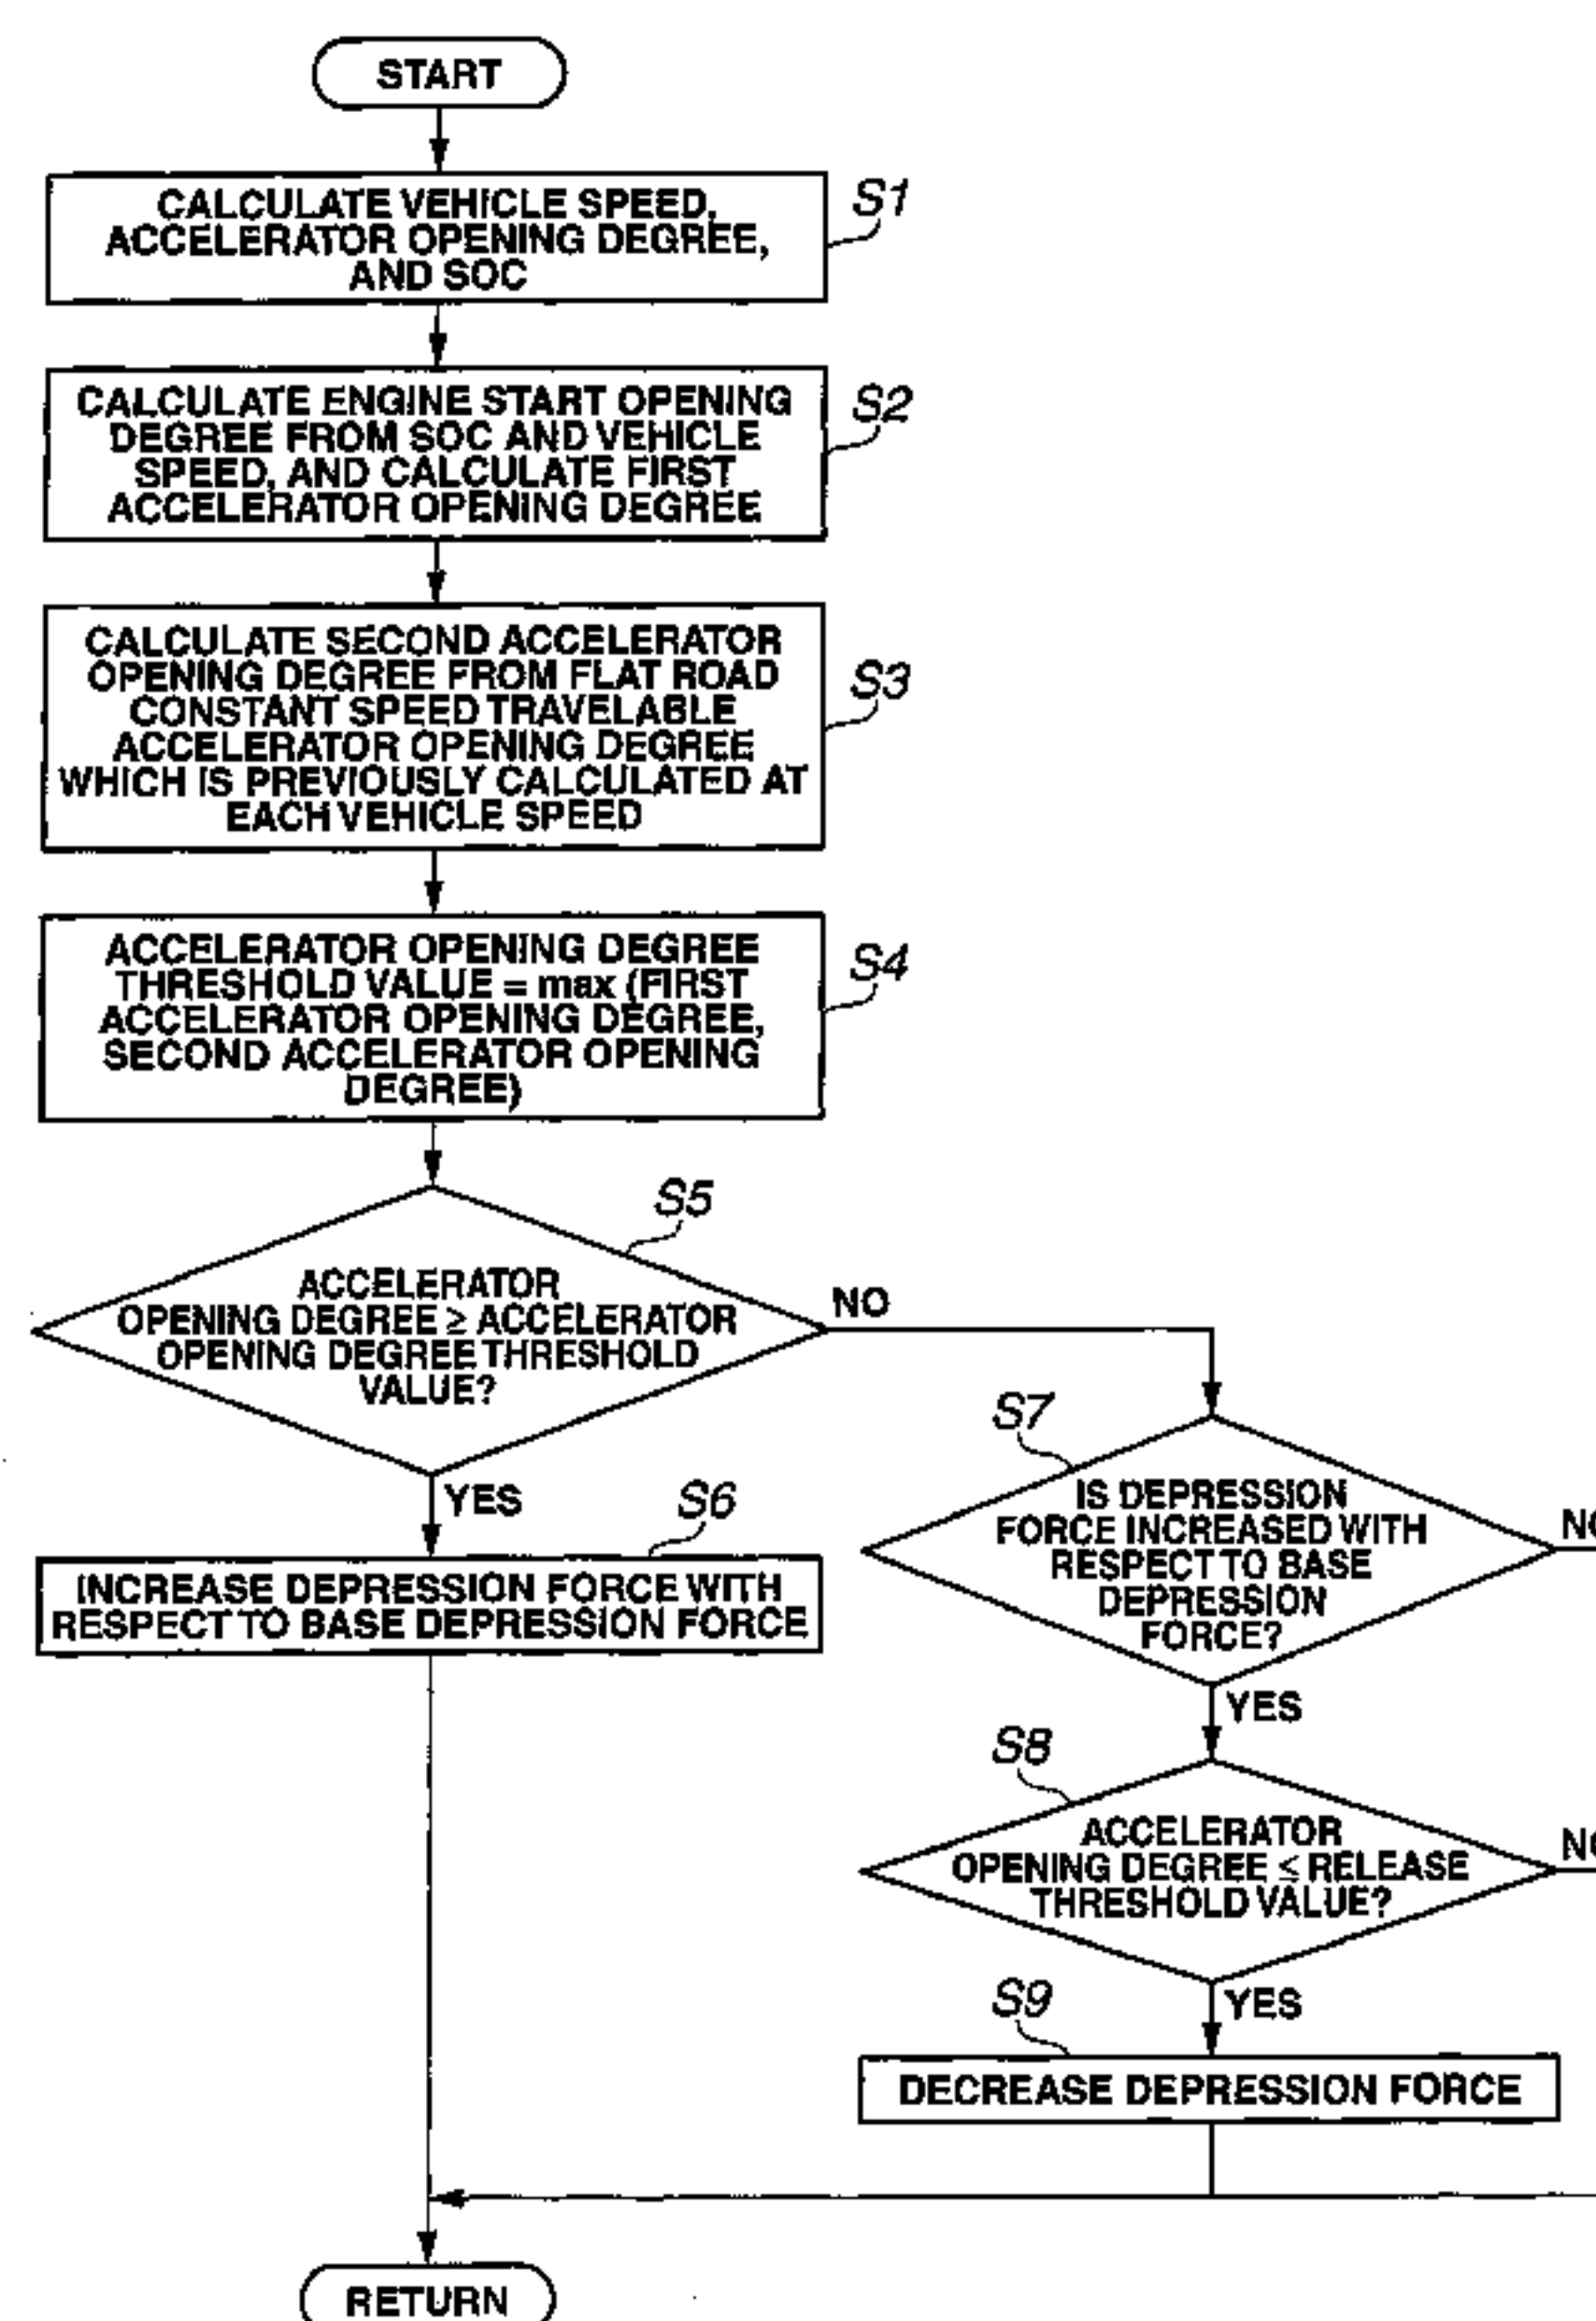 START
CALCULATE VEHICLE SPEED,
ACCELERATOR OPENING DEGREE,
AND SOC
S1
CALCULATE ENGINE START OPENING
DEGREE FROM SOC AND VEHICLE
SPEED, AND CALCULATE FIRST
ACCELERATOR OPENING DEGREE
S2
CALCULATE SECOND ACCELERATOR
OPENING DEGREE FROM FLAT ROAD
CONSTANT SPEED TRAVELABLE
ACCELERATOR OPENING DEGREE
WHICH IS PREVIOUSLY CALCULATED AT
EACH VEHICLE SPEED
S3
ACCELERATOR OPENING DEGREE
THRESHOLD VALUE = max (FIRST
ACCELERATOR OPENING DEGREE,
SECOND ACCELERATOR OPENING
DEGREE)
S4
S5
ACCELERATOR
OPENING DEGREE ≥ ACCELERATOR
OPENING DEGREE THRESHOLD
VALUE?
NO
YES
S6
INCREASE DEPRESSION FORCE WITH
RESPECT TO BASE DEPRESSION FORCE
S7
IS DEPRESSION
FORCE INCREASED WITH
RESPECT TO BASE
DEPRESSION
FORCE?
NO
YES
S8
ACCELERATOR
OPENING DEGREE ≤ RELEASE
THRESHOLD VALUE?
NO
YES
S9
DECREASE DEPRESSION FORCE
RETURN